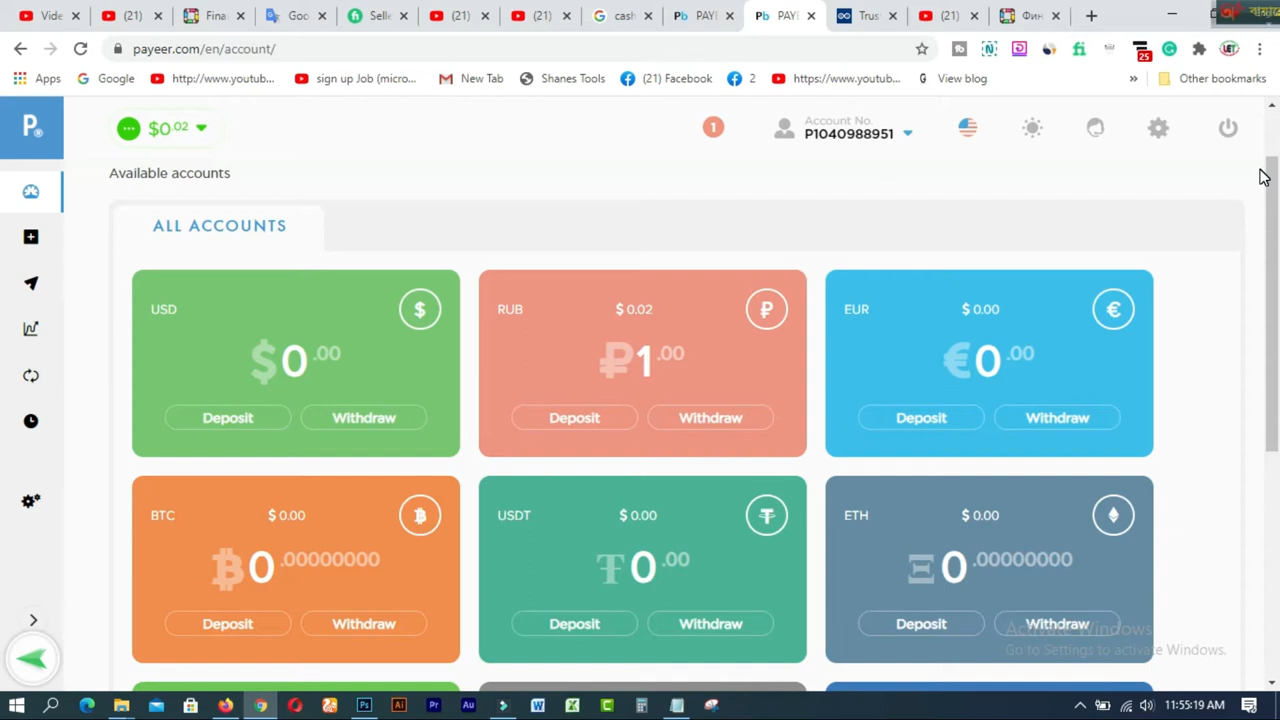 Vide
(21)
Final
Goo
Selle
(21)
(21)
cash
PAYE
PAYE
Trus
(21)
Фин
payeer.com/en/account/
25
Apps
Google
http://www.youtub...
sign up Job (micro...
New Tab
Shanes Tools
(21) Facebook
2
https://www.youtub...
View blog
»
Other bookmarks
P
$0.02
1
Account No.
P1040988951
Available accounts
ALL ACCOUNTS
USD
$
$0.00
Deposit
Withdraw
RUB
$ 0.02
₽
₽1.00
Deposit
Withdraw
EUR
$ 0.00
€
€0.00
Deposit
Withdraw
BTC
$ 0.00
0.00000000
Deposit
Withdraw
USDT
$ 0.00
₮0.00
Deposit
Withdraw
ETH
$ 0.00
Ξ0.00000000
Deposit
Withdraw
Activate Windows
Go to Settings to activate Windows.
11:55:19 AM